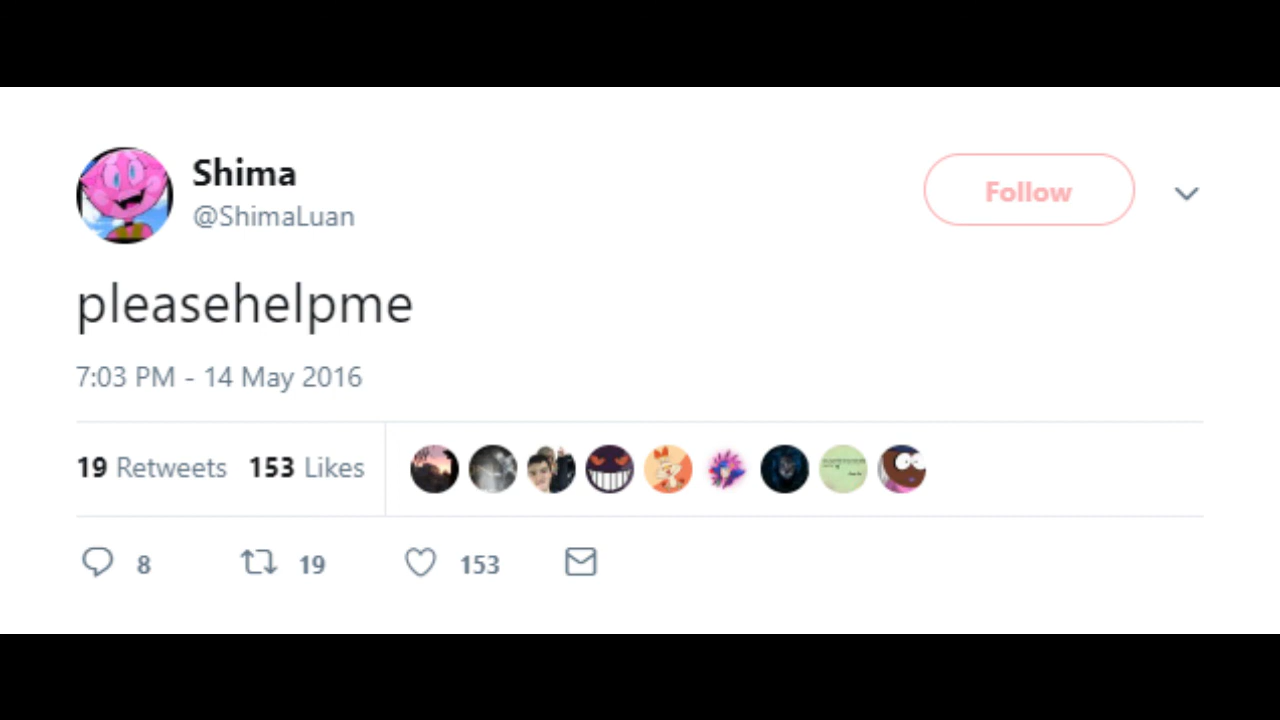 Shima
@ShimaLuan
Follow
pleasehelpme
7:03 PM - 14 May 2016
19 Retweets 153 Likes
8 19 153